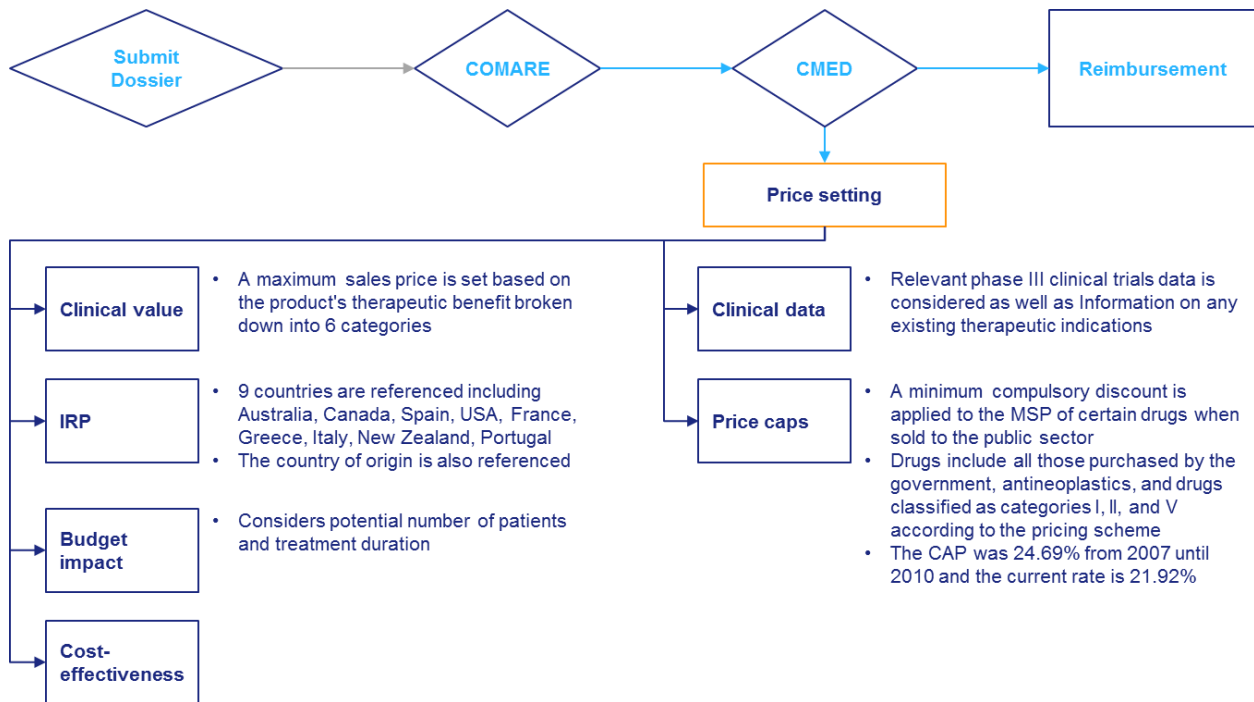 Submit
Dossier
COMARE
CMED
Reimbursement
Price setting
Clinical value
• A maximum sales price is set based on
the product's therapeutic benefit broken
down into 6 categories
IRP
• 9 countries are referenced including
Australia, Canada, Spain, USA, France,
Greece, Italy, New Zealand, Portugal
• The country of origin is also referenced
Budget
impact
• Considers potential number of patients
and treatment duration
Cost-
effectiveness
Clinical data
• Relevant phase III clinical trials data is
considered as well as Information on any
existing therapeutic indications
Price caps
• A minimum compulsory discount is
applied to the MSP of certain drugs when
sold to the public sector
• Drugs include all those purchased by the
government, antineoplastics, and drugs
classified as categories I, II, and V
according to the pricing scheme
• The CAP was 24.69% from 2007 until
2010 and the current rate is 21.92%